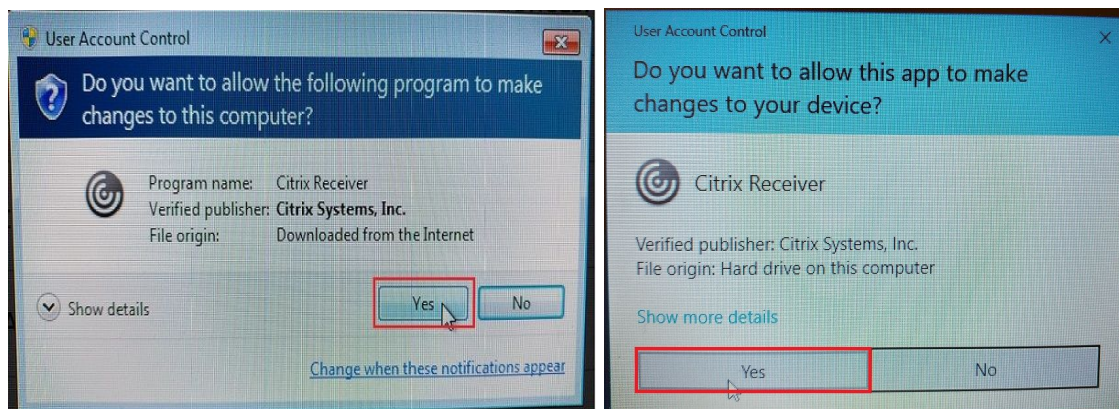 User Account Control
Do you want to allow the following program to make
changes to this computer?
Program name: Citrix Receiver
Verified publisher: Citrix Systems, Inc.
File origin: Downloaded from the Internet
Show details
Yes
No
Change when these notifications appear
User Account Control
Do you want to allow this app to make
changes to your device?
Citrix Receiver
Verified publisher: Citrix Systems, Inc.
File origin: Hard drive on this computer
Show more details
Yes
No